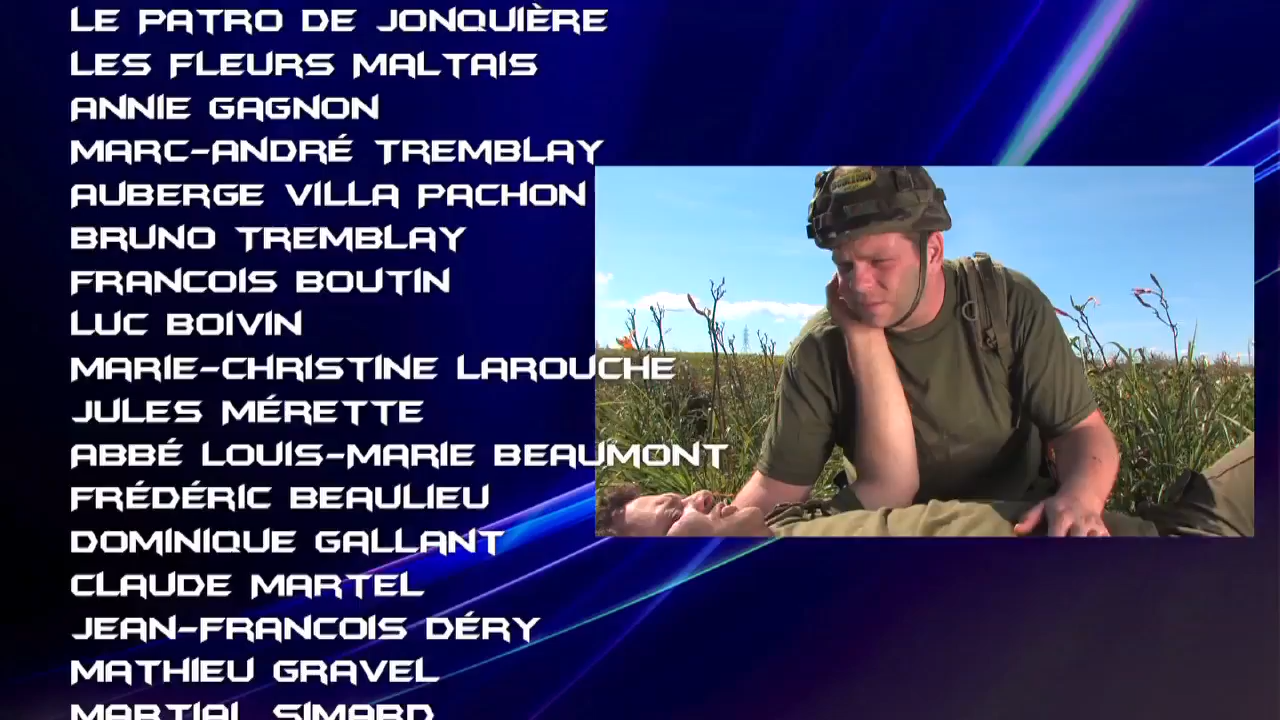 LE PATRO DE JONQUIÈRE
LES FLEURS MALTAIS
ANNIE GAGNON
MARC-ANDRÉ TREMBLAY
AUBERGE VILLA PACHON
BRUNO TREMBLAY
FRANCOIS BOUTIN
LUC BOIVIN
MARIE-CHRISTINE LAROUCHE
JULES MÉRETTE
ABBÉ LOUIS-MARIE BEAUMONT
FRÉDÉRIC BEAULIEU
DOMINIQUE GALLANT
CLAUDE MARTEL
JEAN-FRANCOIS DÉRY
MATHIEU GRAVEL
MARTIAL SIMARD